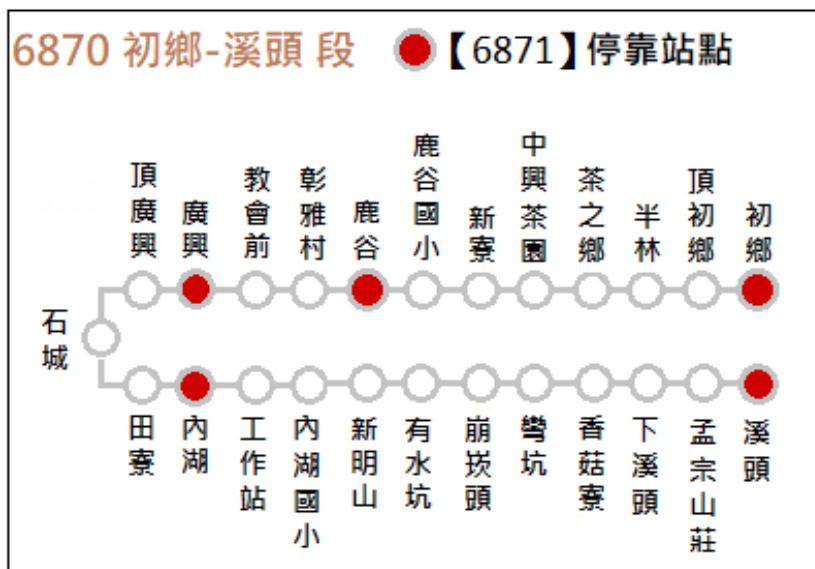 6870 初鄉-溪頭 段
【6871】停靠站點
頂廣興
廣興
教會前
彰雅村
鹿谷
鹿谷國小
新寮
中興茶園
茶之鄉
半林
頂初鄉
初鄉
石城
田寮
內湖
工作站
內湖國小
新明山
有水坑
崩崁頭
彎坑
香菇寮
下溪頭
孟宗山莊
溪頭